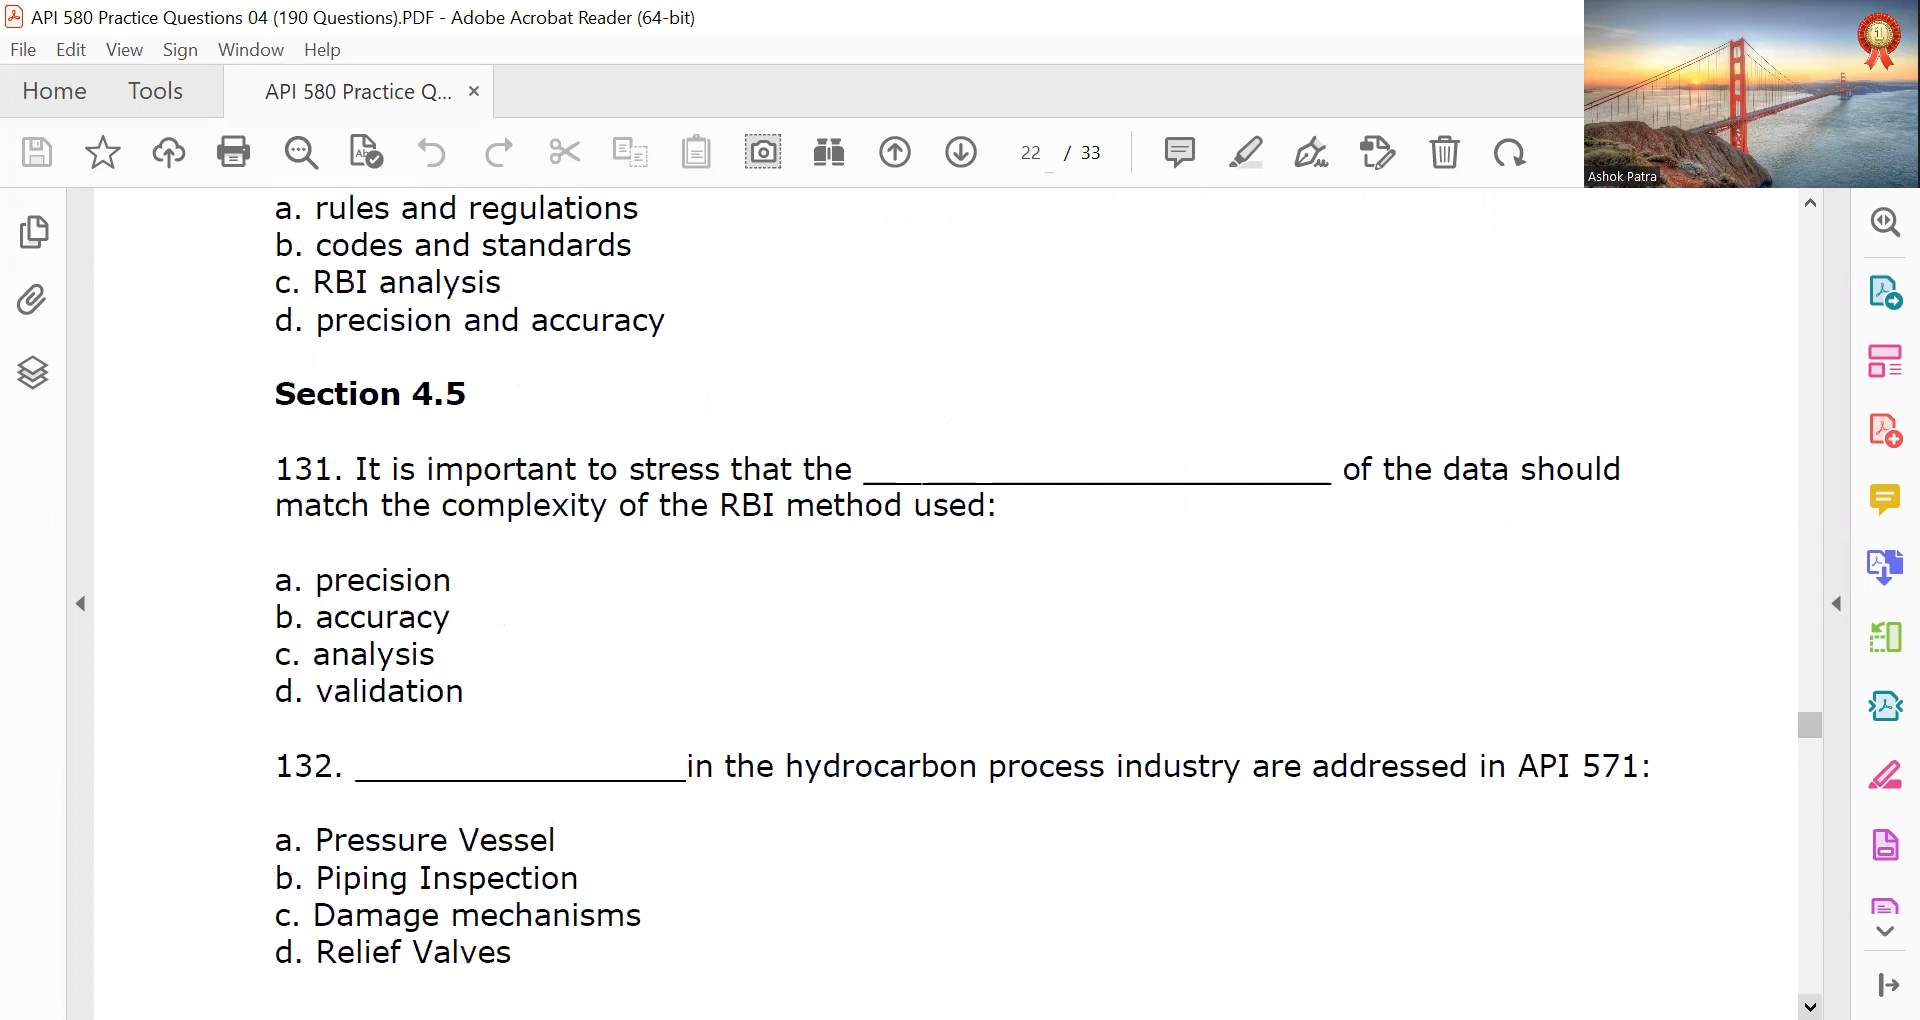 API 580 Practice Questions 04 (190 Questions).PDF - Adobe Acrobat Reader (64-bit)
File Edit View Sign Window Help
Home Tools API 580 Practice Q... ×
22 / 33
1
Ashok Patra
a. rules and regulations
b. codes and standards
c. RBI analysis
d. precision and accuracy
Section 4.5
131. It is important to stress that the ____________________________ of the data should
match the complexity of the RBI method used:
a. precision
b. accuracy
c. analysis
d. validation
132. ____________________in the hydrocarbon process industry are addressed in API 571:
a. Pressure Vessel
b. Piping Inspection
c. Damage mechanisms
d. Relief Valves